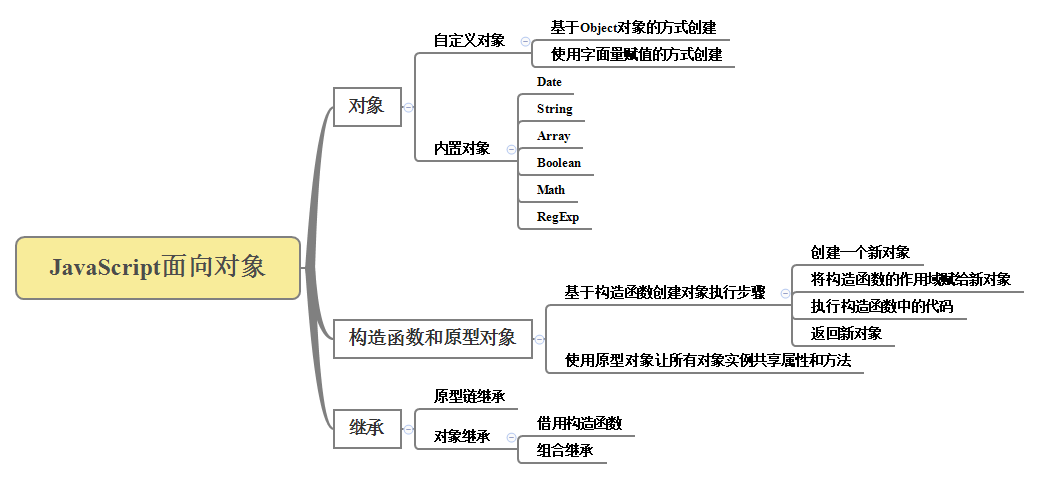 JavaScript面向对象
对象
自定义对象
基于Object对象的方式创建
使用字面量赋值的方式创建
内置对象
Date
String
Array
Boolean
Math
RegExp
构造函数和原型对象
基于构造函数创建对象执行步骤
创建一个新对象
将构造函数的作用域赋给新对象
执行构造函数中的代码
返回新对象
使用原型对象让所有对象实例共享属性和方法
继承
原型链继承
对象继承
借用构造函数
组合继承